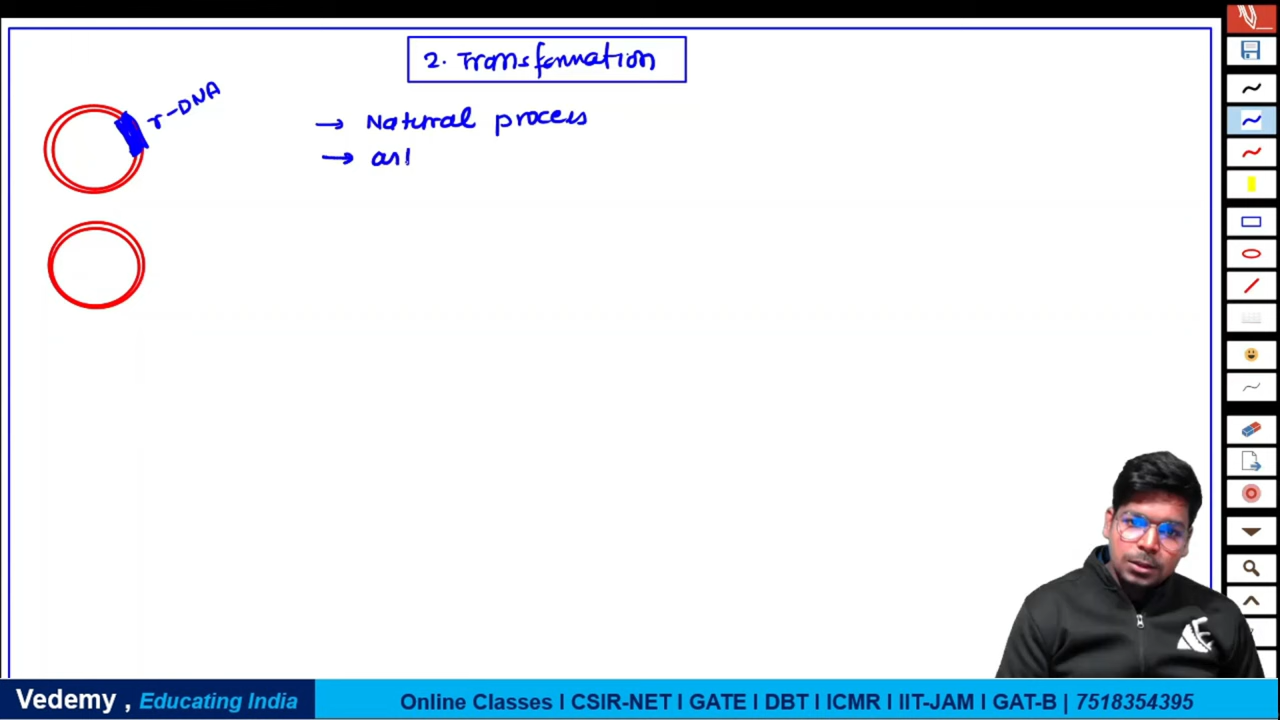 2. Transformation
r-DNA
→ Natural process
→ art
Vedemy , Educating India
Online Classes I CSIR-NET I GATE I DBT I ICMR I IIT-JAM I GAT-B | 7518354395